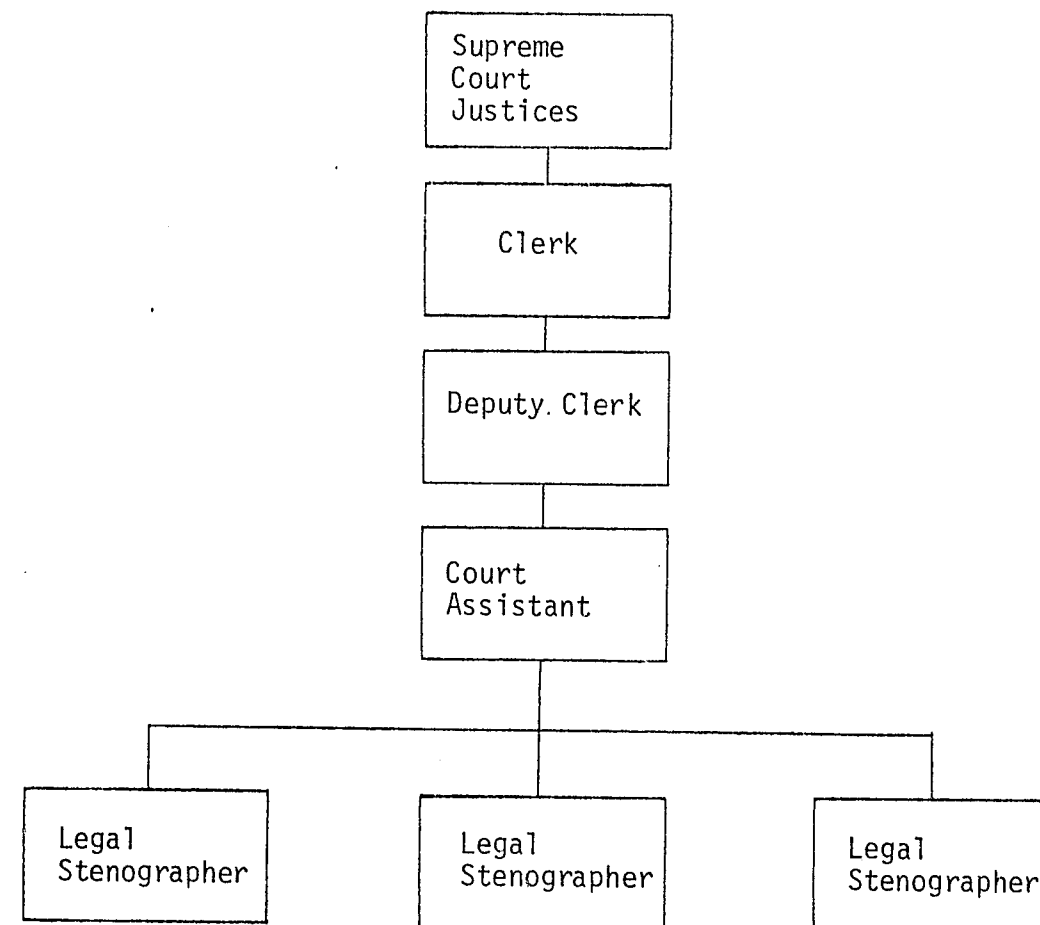 Supreme
Court
Justices
Clerk
Deputy. Clerk
Court
Assistant
Legal
Stenographer
Legal
Stenographer
Legal
Stenographer